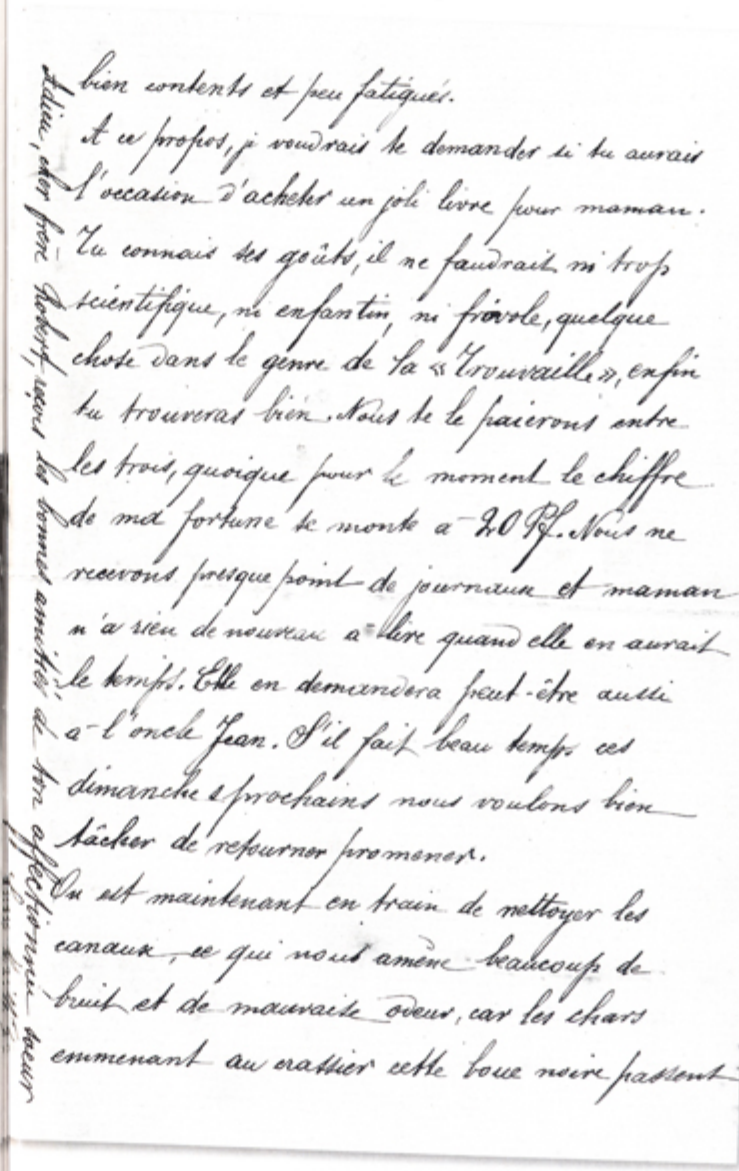 bien contents et peu fatigués.
A ce propos, je voudrais te demander si tu aurais
l'occasion d'acheter un joli livre pour maman.
Tu connais ses goûts, il ne faudrait ni trop
scientifique, ni enfantin, ni frivole, quelque
chose dans le genre de la «Trouvaille», enfin
tu trouveras bien. Nous te le paierons entre
les trois, quoique pour le moment le chiffre
de ma fortune se monte à 20 Pf. Nous ne
recevons presque point de journaux et maman
n'a rien de nouveau à lire quand elle en aurait
le temps. Elle en demandera peut-être aussi
à l'oncle Jean. S'il fait beau temps ces
dimanches prochains nous voulons bien
tâcher de retourner promener.
On est maintenant en train de nettoyer les
canaux, ce qui nous amène beaucoup de
bruit et de mauvaise odeur, car les chars
emmenant au crassier cette boue noire passent
Adieu, cher frère Robert, reçois les bonnes amitiés de ton affectionnée soeur